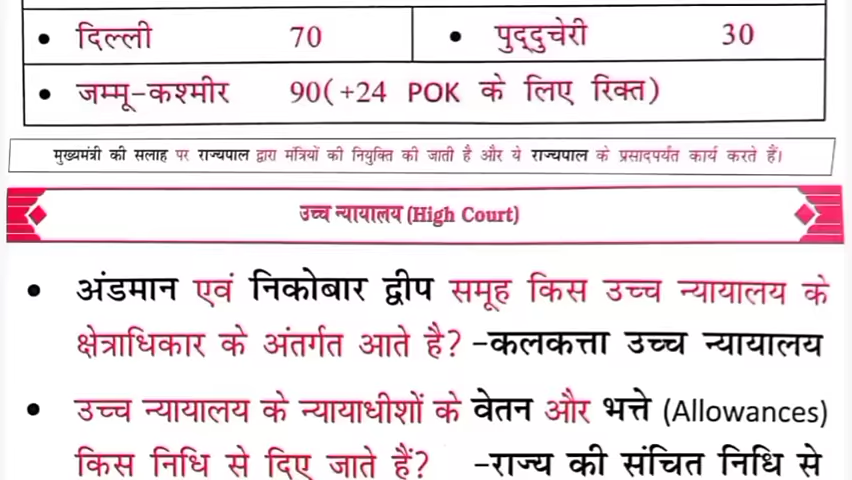 • दिल्ली 70 • पुद्दुचेरी 30
• जम्मू-कश्मीर 90(+24 POK के लिए रिक्त)
मुख्यमंत्री की सलाह पर राज्यपाल द्वारा मंत्रियों की नियुक्ति की जाती है और ये राज्यपाल के प्रसादपर्यंत कार्य करते हैं।
उच्च न्यायालय (High Court)
• अंडमान एवं निकोबार द्वीप समूह किस उच्च न्यायालय के
क्षेत्राधिकार के अंतर्गत आते है? -कलकत्ता उच्च न्यायालय
• उच्च न्यायालय के न्यायाधीशों के वेतन और भत्ते (Allowances)
किस निधि से दिए जाते हैं? -राज्य की संचित निधि से